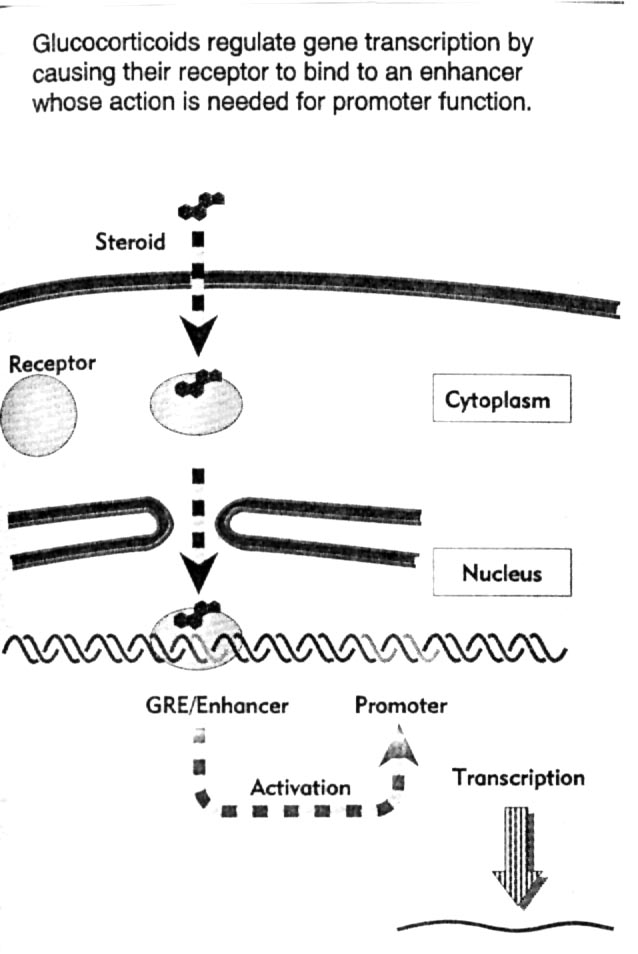 Glucocorticoids regulate gene transcription by
causing their receptor to bind to an enhancer
whose action is needed for promoter function.
Steroid
Receptor
Cytoplasm
Nucleus
GRE/Enhancer
Promoter
Activation
Transcription